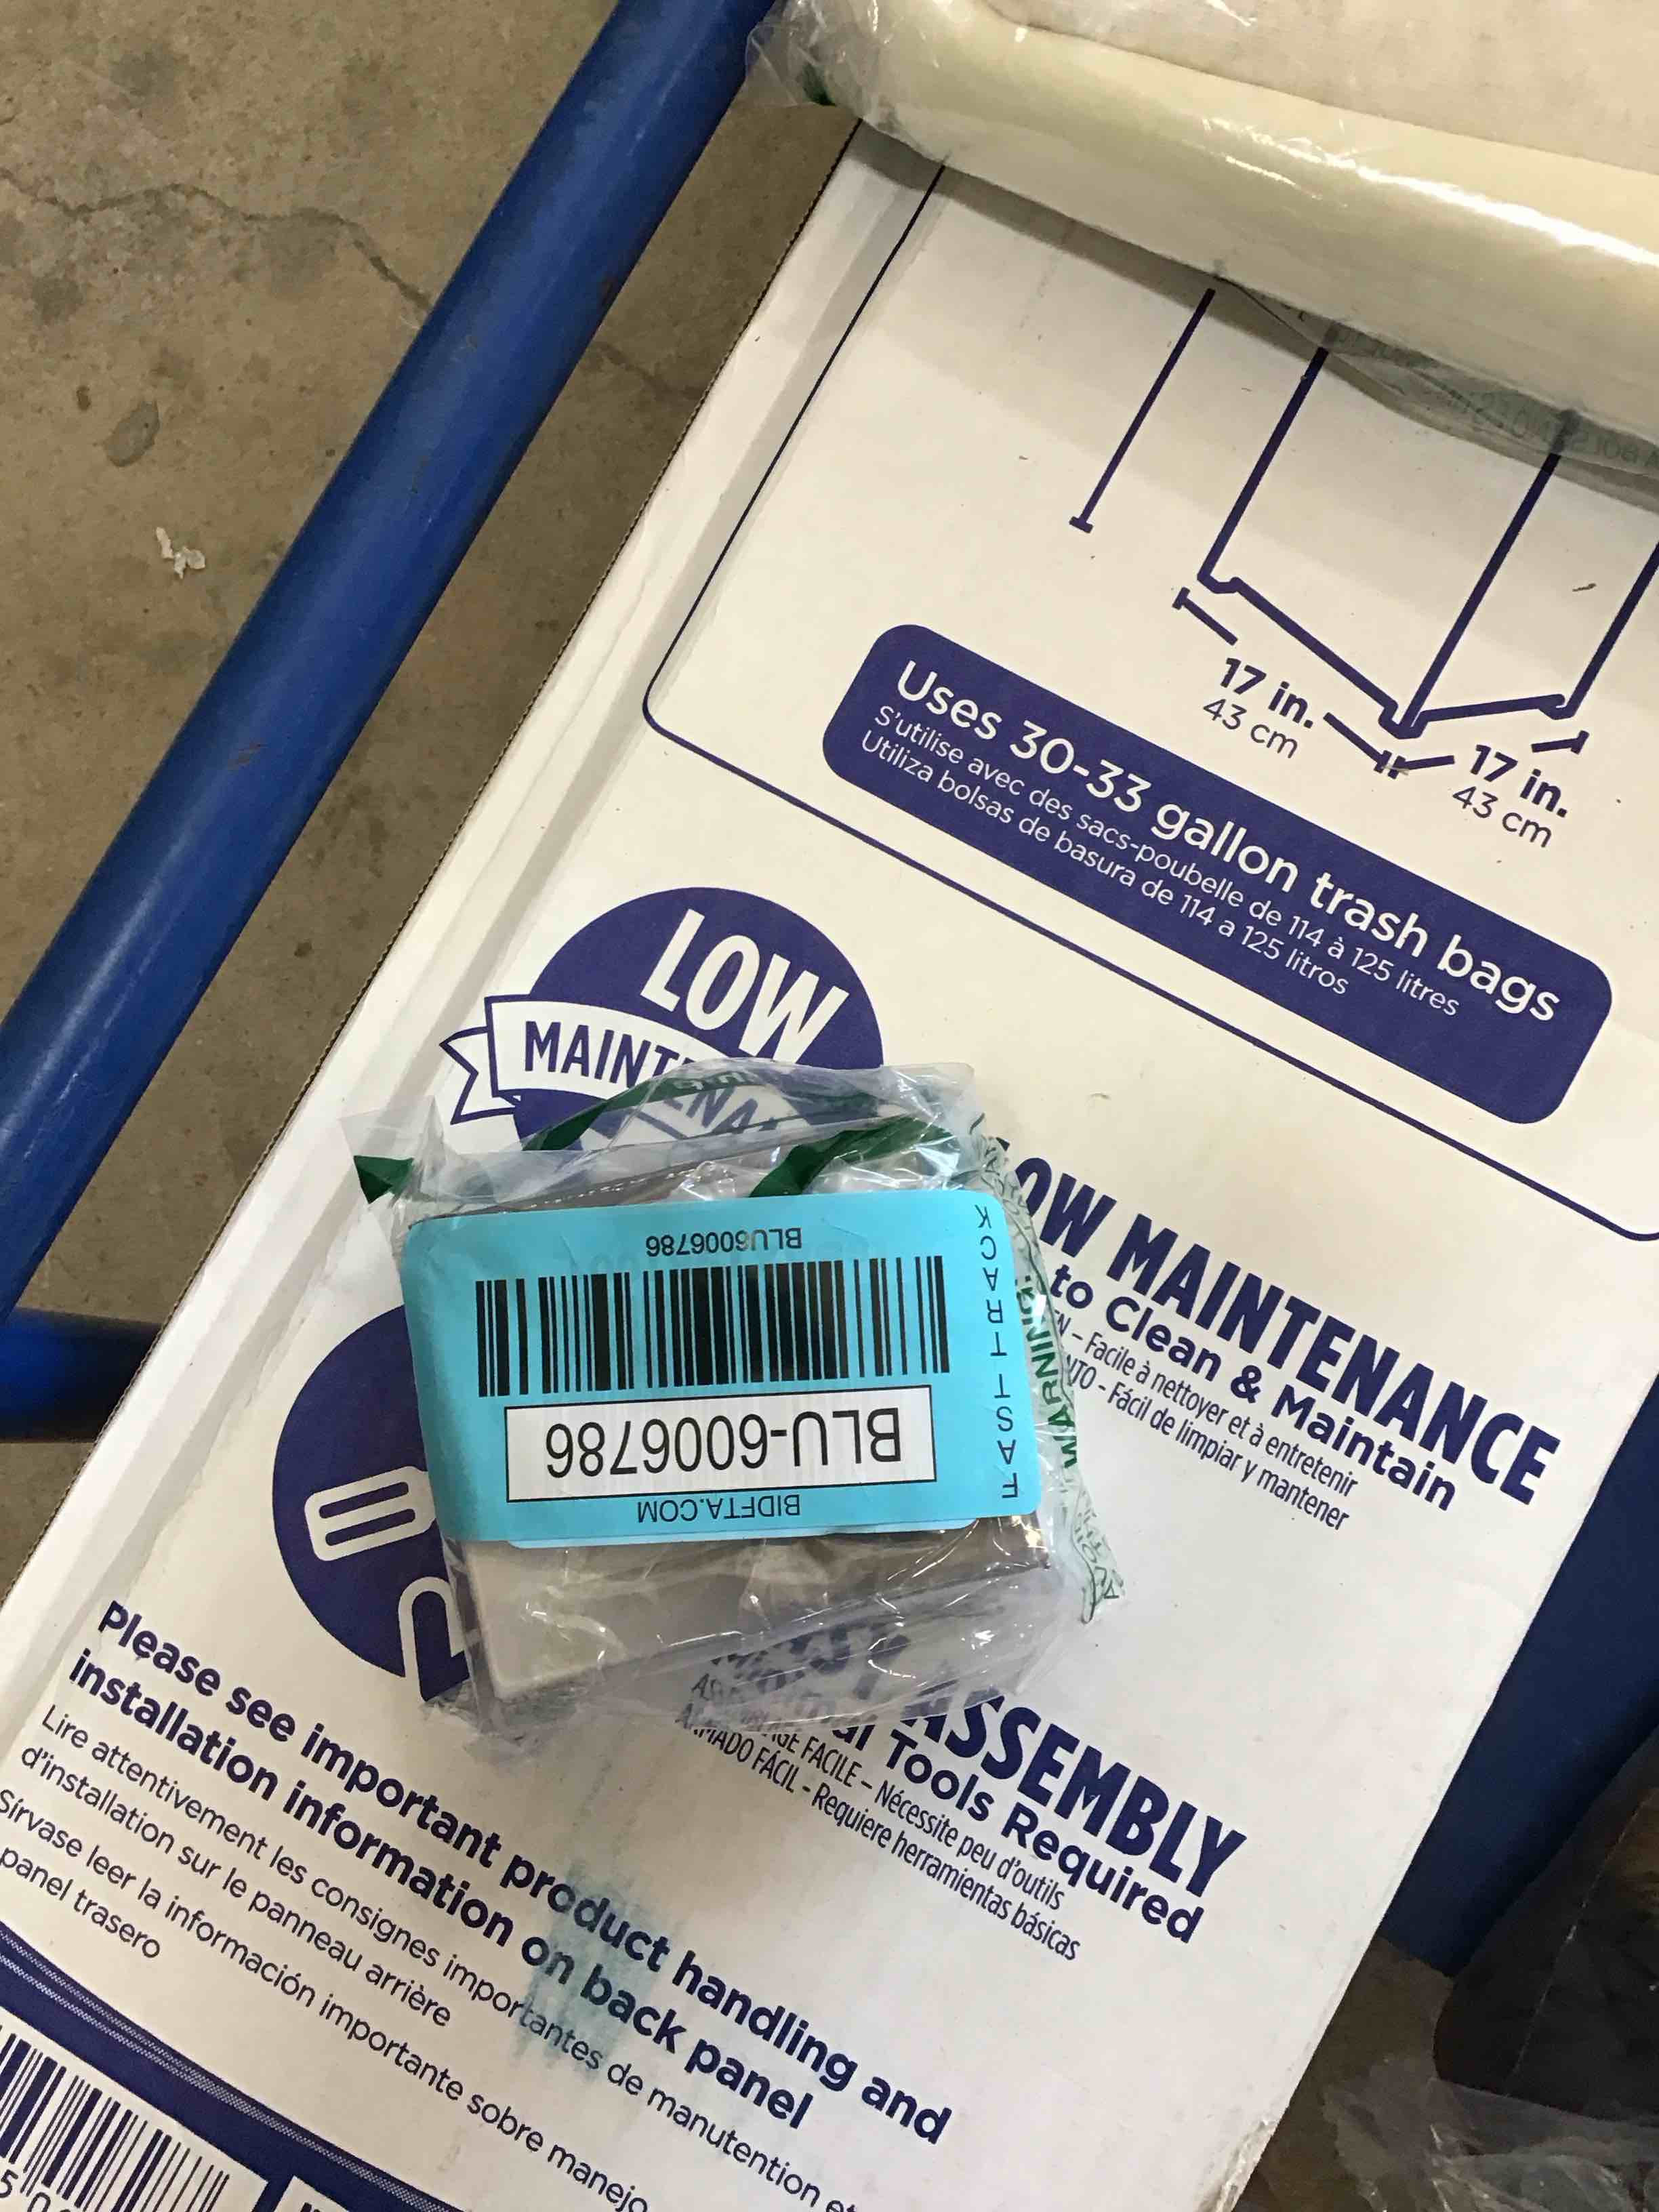 17 in.
43 cm
17 in.
43 cm
Uses 30-33 gallon trash bags
S'utilise avec des sacs-poubelle de 114 à 125 litres
Utiliza bolsas de basura de 114 a 125 litros
LOW
MAINTENA
LOW MAINTENANCE
to Clean & Maintain
EN – Facile à nettoyer et à entretenir
NTO - Fácil de limpiar y mantener
BIDFTA.COM
BLU-6006786
BLU6006786
FAST TRACK
WARNING:
ASSEMBLY
Tools Required
AGE FACILE – Nécessite peu d'outils
ARMADO FÁCIL - Requiere herramientas básicas
Please see important product handling and
installation information on back panel
Lire attentivement les consignes importantes de manutention et
d'installation sur le panneau arrière
Sírvase leer la información importante sobre manejo
panel trasero